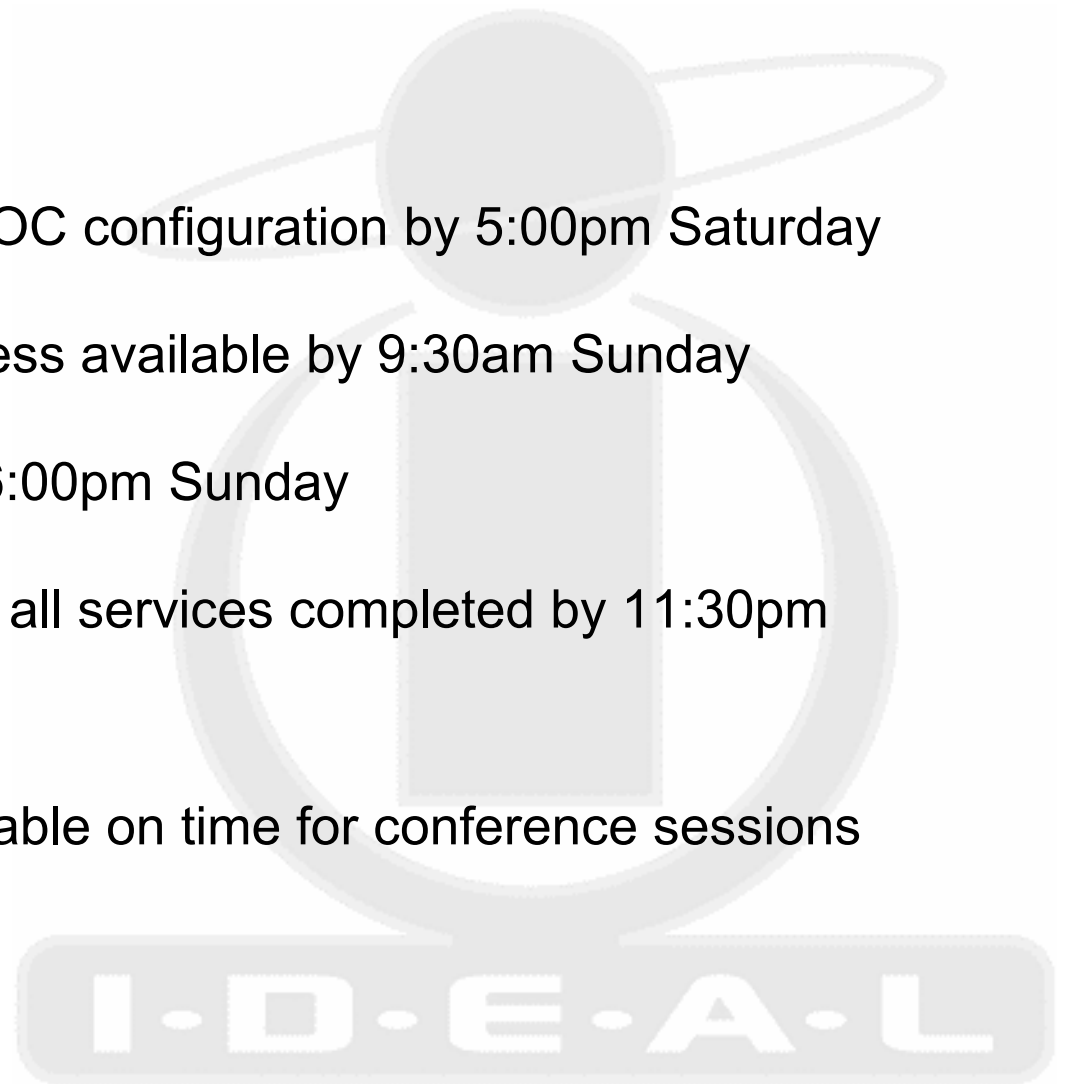 OC configuration by 5:00pm Saturday
ess available by 9:30am Sunday
:00pm Sunday
all services completed by 11:30pm
able on time for conference sessions
I·D·E·A·L